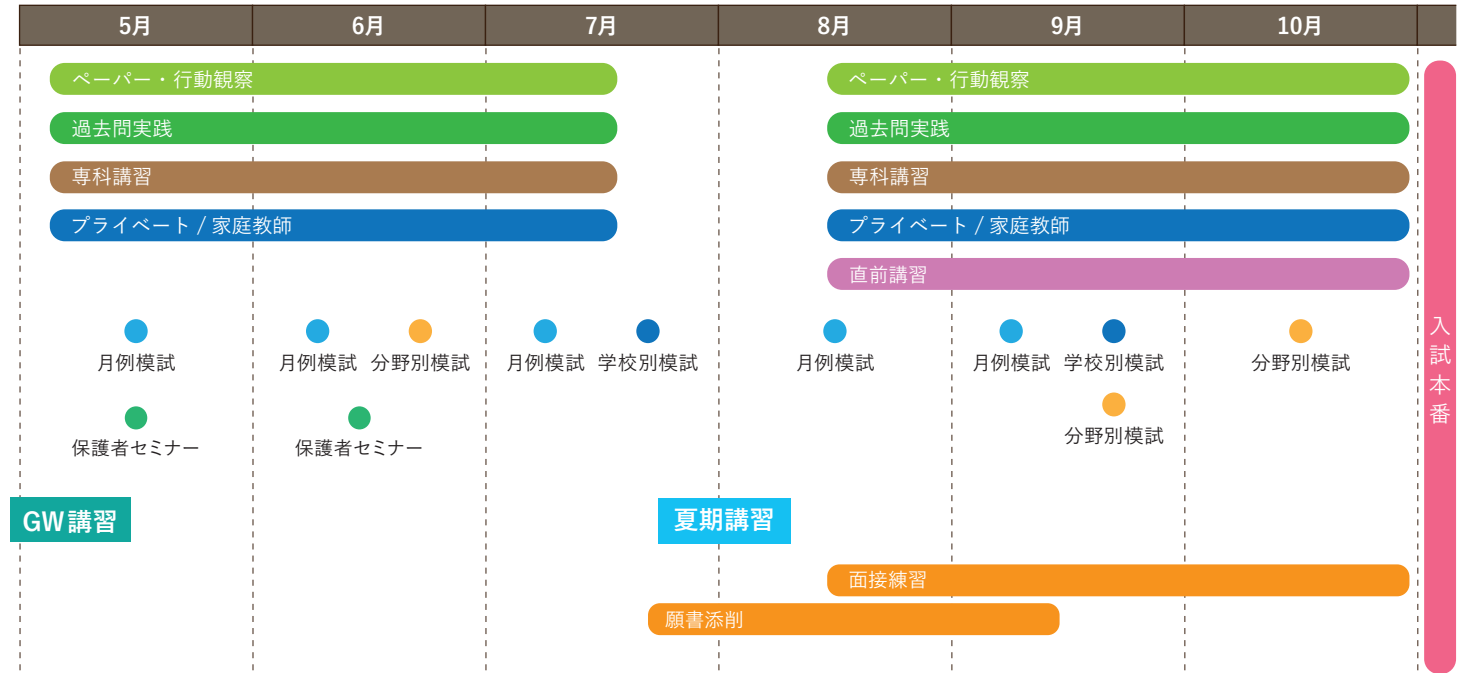 5月
6月
7月
8月
9月
10月
ペーパー・行動観察
ペーパー・行動観察
過去問実践
過去問実践
専科講習
専科講習
プライベート / 家庭教師
プライベート / 家庭教師
直前講習
月例模試
月例模試
分野別模試
月例模試
学校別模試
月例模試
月例模試
学校別模試
分野別模試
保護者セミナー
保護者セミナー
分野別模試
GW講習
夏期講習
面接練習
願書添削
入試本番